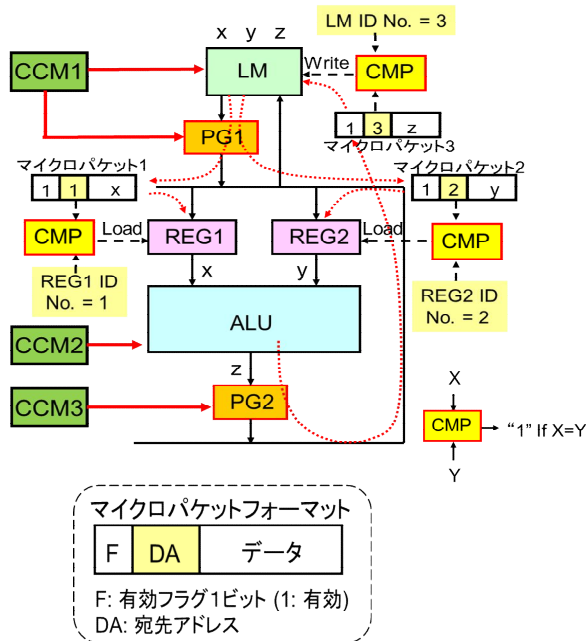 LM ID No. = 3
x y z
CCM1
LM
Write
CMP
1 3 z
マイクロパケット3
PG1
マイクロパケット1
1 1 x
マイクロパケット2
1 2 y
CMP
Load
REG1
REG2
Load
CMP
REG1 ID
No. = 1
x
y
REG2 ID
No. = 2
ALU
CCM2
z
CCM3
PG2
X
CMP
“1” If X=Y
Y
マイクロパケットフォーマット
F DA データ
F: 有効フラグ1ビット (1: 有効)
DA: 宛先アドレス